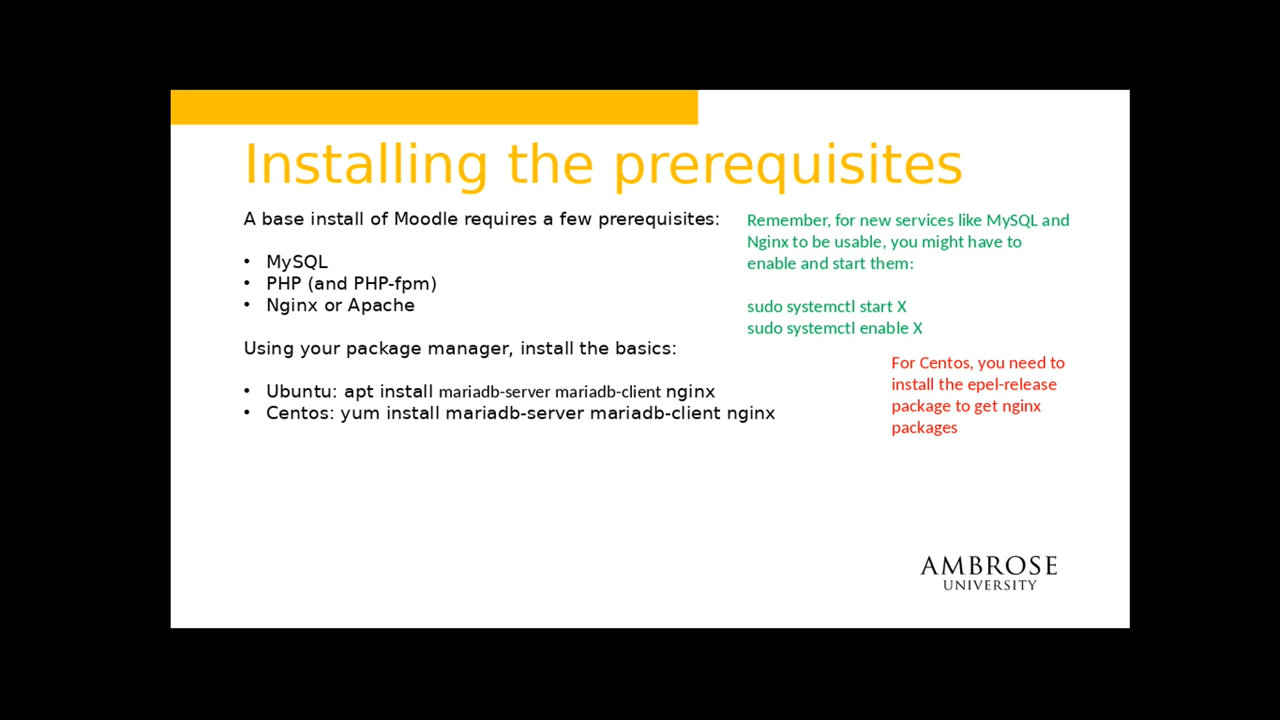 Installing the prerequisites
A base install of Moodle requires a few prerequisites:
• MySQL
• PHP (and PHP-fpm)
• Nginx or Apache
Using your package manager, install the basics:
• Ubuntu: apt install mariadb-server mariadb-client nginx
• Centos: yum install mariadb-server mariadb-client nginx
Remember, for new services like MySQL and
Nginx to be usable, you might have to
enable and start them:
sudo systemctl start X
sudo systemctl enable X
For Centos, you need to
install the epel-release
package to get nginx
packages
AMBROSE
UNIVERSITY